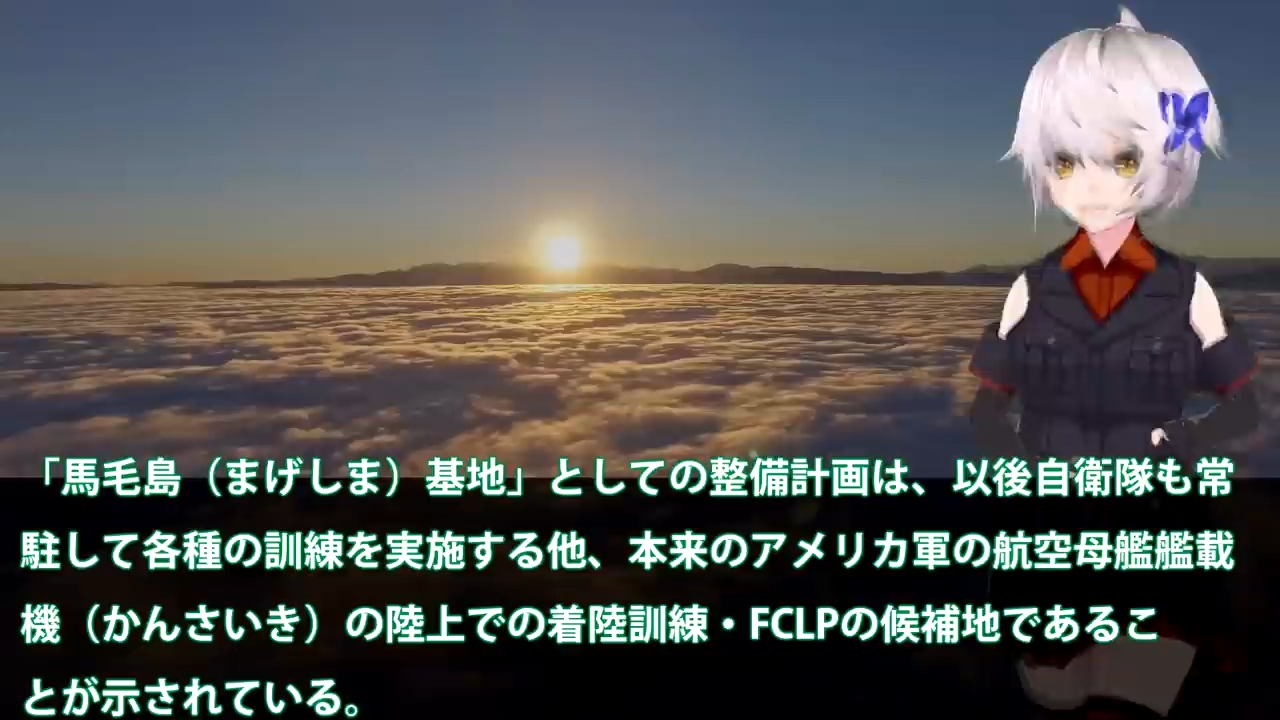 「馬毛島（まげしま）基地」としての整備計画は、以後自衛隊も常
駐して各種の訓練を実施する他、本来のアメリカ軍の航空母艦艦載
機（かんさいき）の陸上での着陸訓練・FCLPの候補地であるこ
とが示されている。